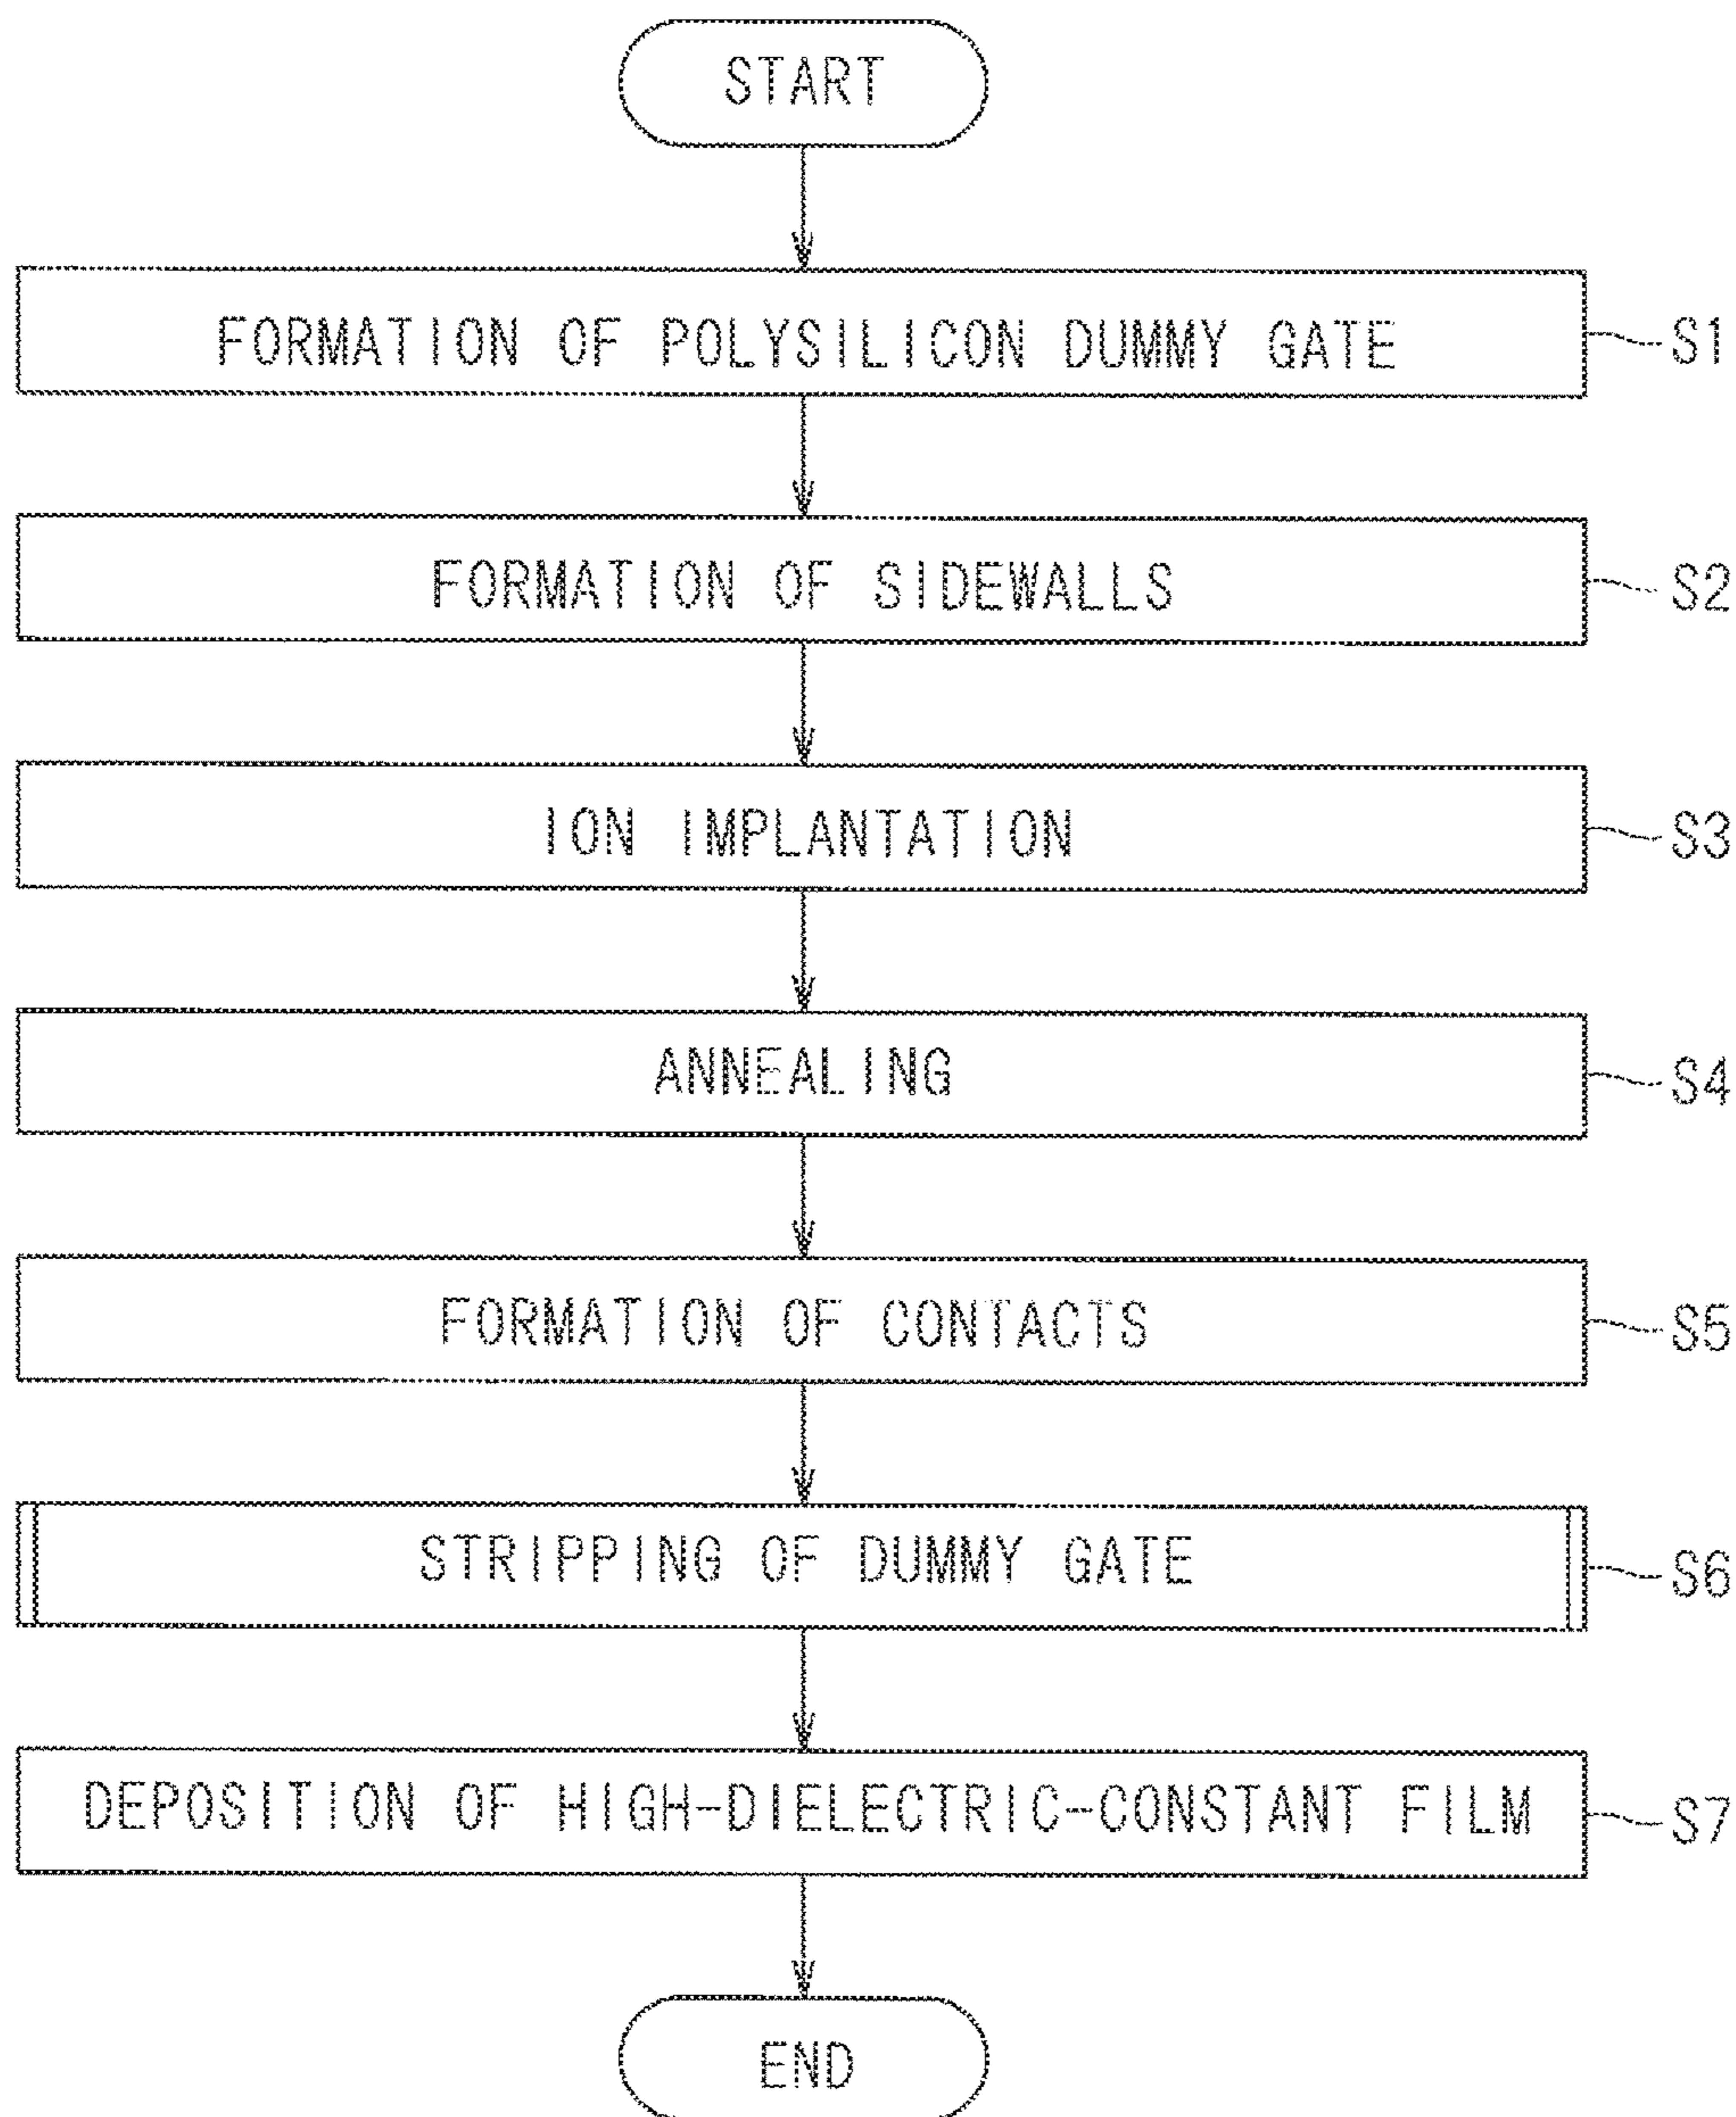 START
FORMATION OF POLYSILICON DUMMY GATE
S1
FORMATION OF SIDEWALLS
S2
ION IMPLANTATION
S3
ANNEALING
S4
FORMATION OF CONTACTS
S5
STRIPPING OF DUMMY GATE
S6
DEPOSITION OF HIGH-DIELECTRIC-CONSTANT FILM
S7
END